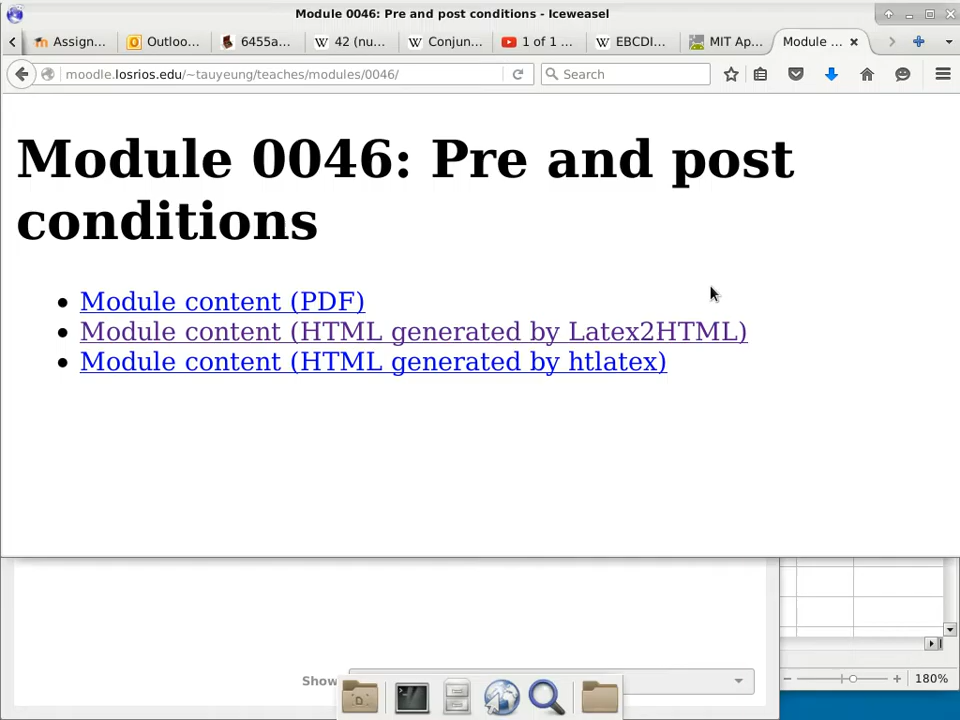 Module 0046: Pre and post conditions - Iceweasel
Assign...
Outloo...
6455a...
42 (nu...
Conjun...
1 of 1 ...
EBCDI...
MIT Ap...
Module ...
moodle.losrios.edu/~tauyeung/teaches/modules/0046/
Search
Module 0046: Pre and post
conditions
Module content (PDF)
Module content (HTML generated by Latex2HTML)
Module content (HTML generated by htlatex)
Show
180%